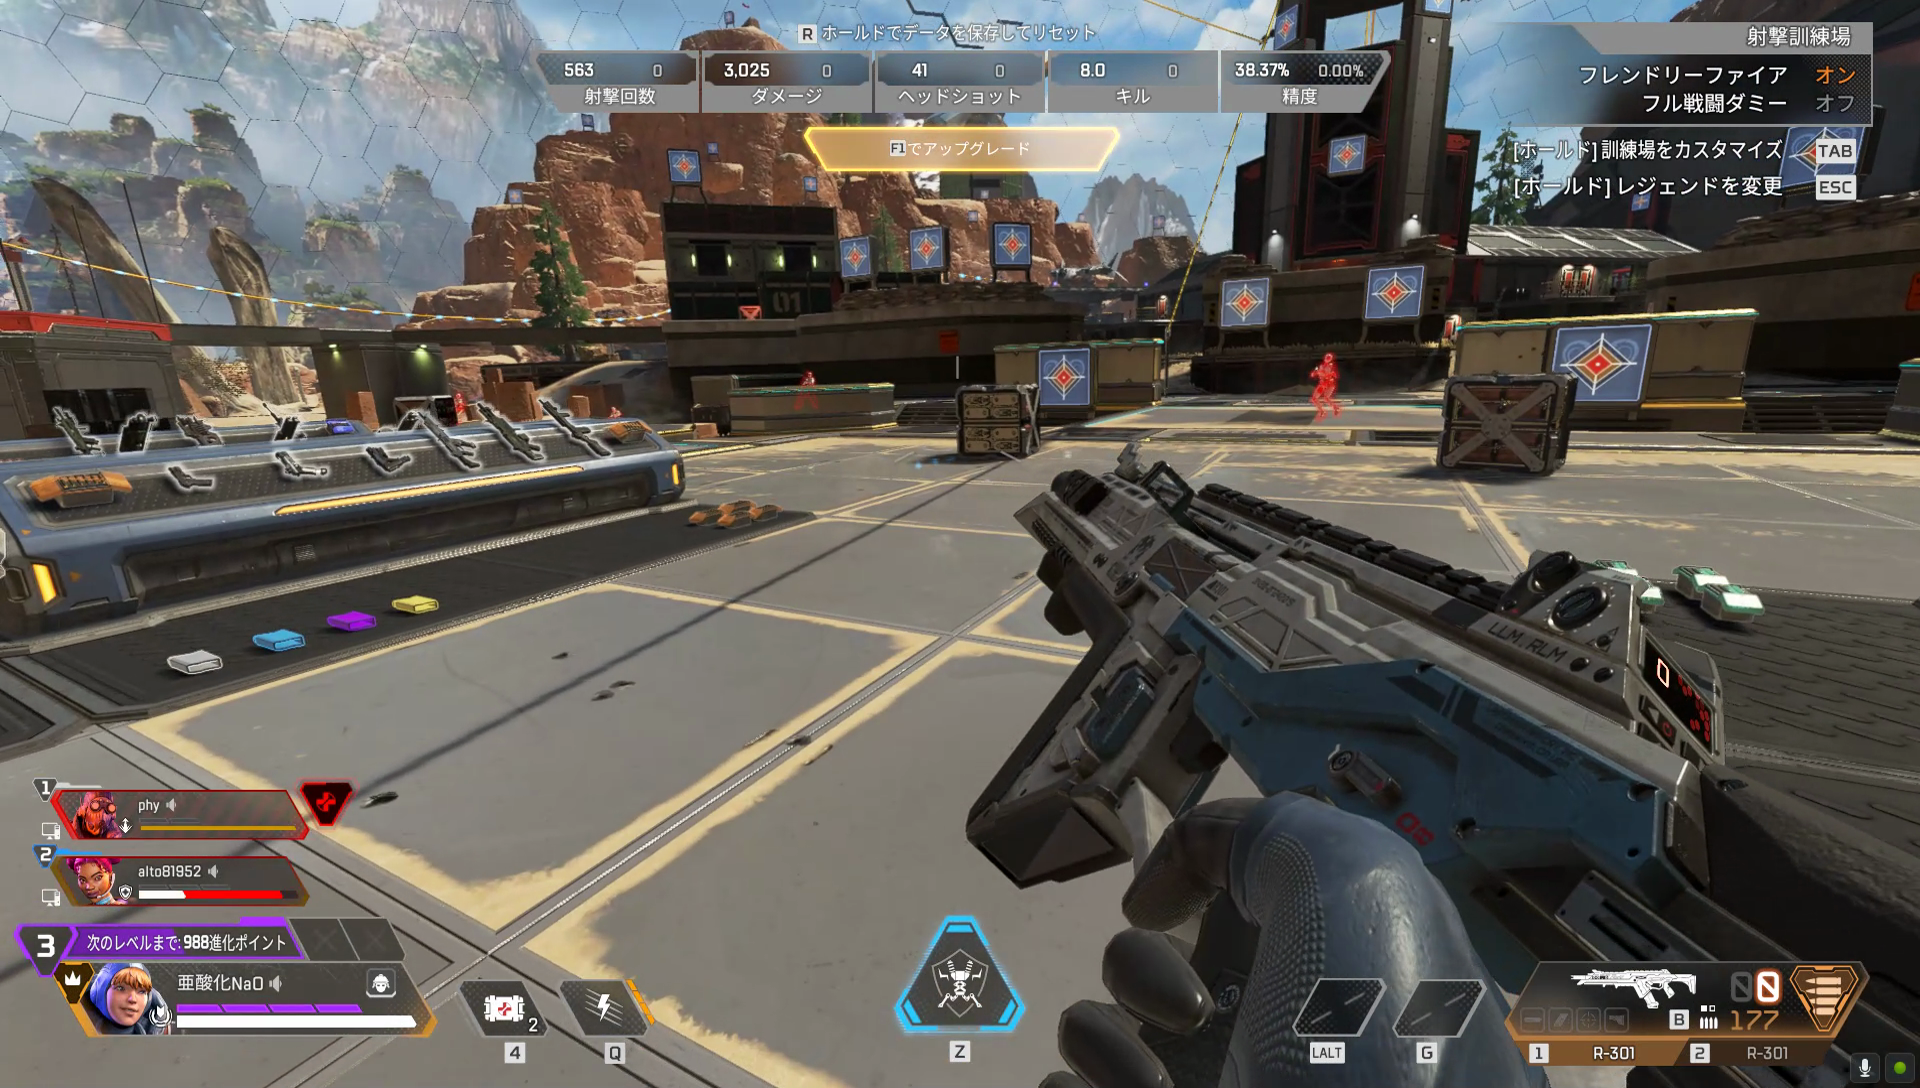 R ホールドでデータを保存してリセット
563 0
射撃回数
3,025 0
ダメージ
41 0
ヘッドショット
8.0 0
キル
38.37% 0.00%
精度
F1でアップグレード
射撃訓練場
フレンドリーファイア オン
フル戦闘ダミー オフ
[ホールド]訓練場をカスタマイズ TAB
[ホールド]レジェンドを変更 ESC
01
LLM, RLM
0
1
phy
2
alto81952
3
次のレベルまで:988進化ポイント
亜酸化NaO
2
4
Q
Z
LALT
G
0
B
177
1 R-301
2 R-301